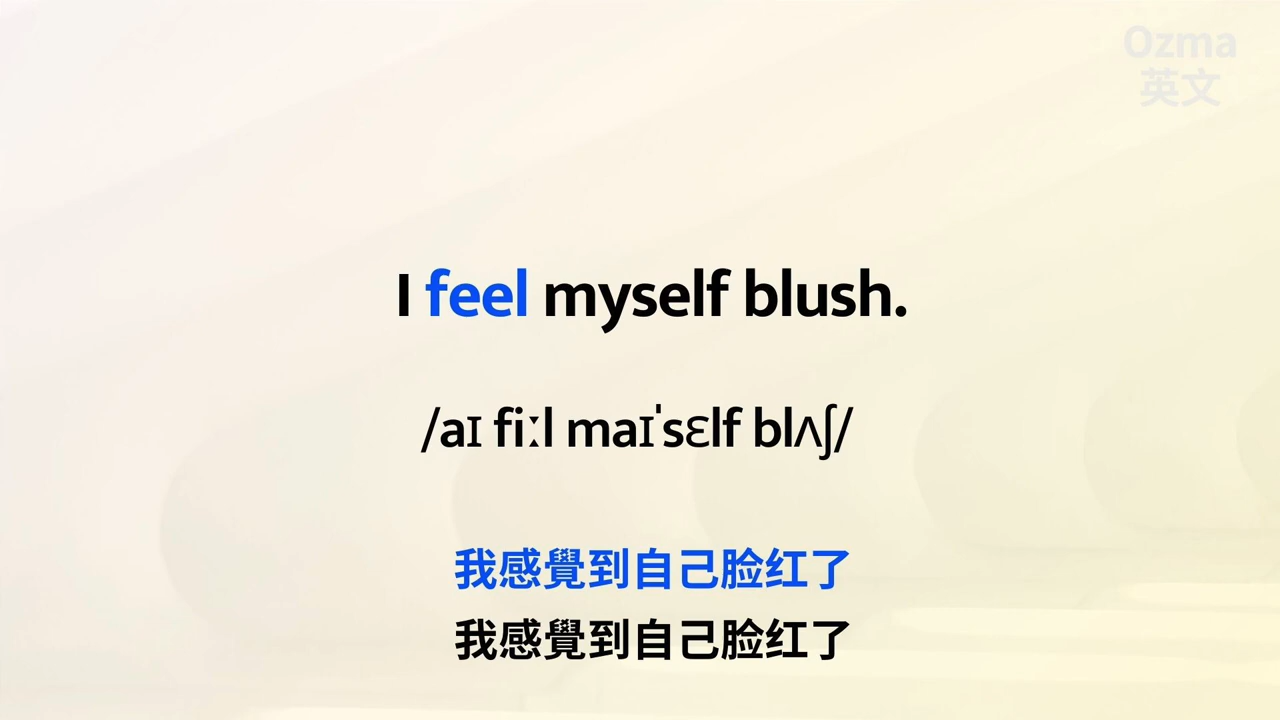 Ozma
英文
I feel myself blush.
/aɪ fiːl maɪˈsɛlf blʌʃ/
我感覺到自己脸红了
我感覺到自己脸红了